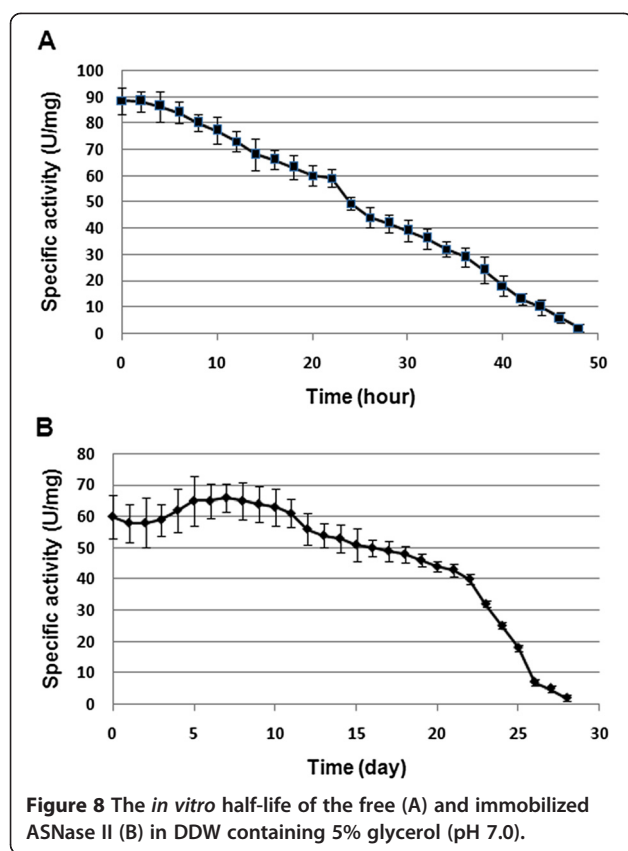 A
Specific activity (U/mg)
100
90
80
70
60
50
40
30
20
10
0
0 10 20 30 40 50
Time (hour)
B
Specific activity (U/mg)
80
70
60
50
40
30
20
10
0
0 5 10 15 20 25 30
Time (day)
Figure 8 The in vitro half-life of the free (A) and immobilized
ASNase II (B) in DDW containing 5% glycerol (pH 7.0).